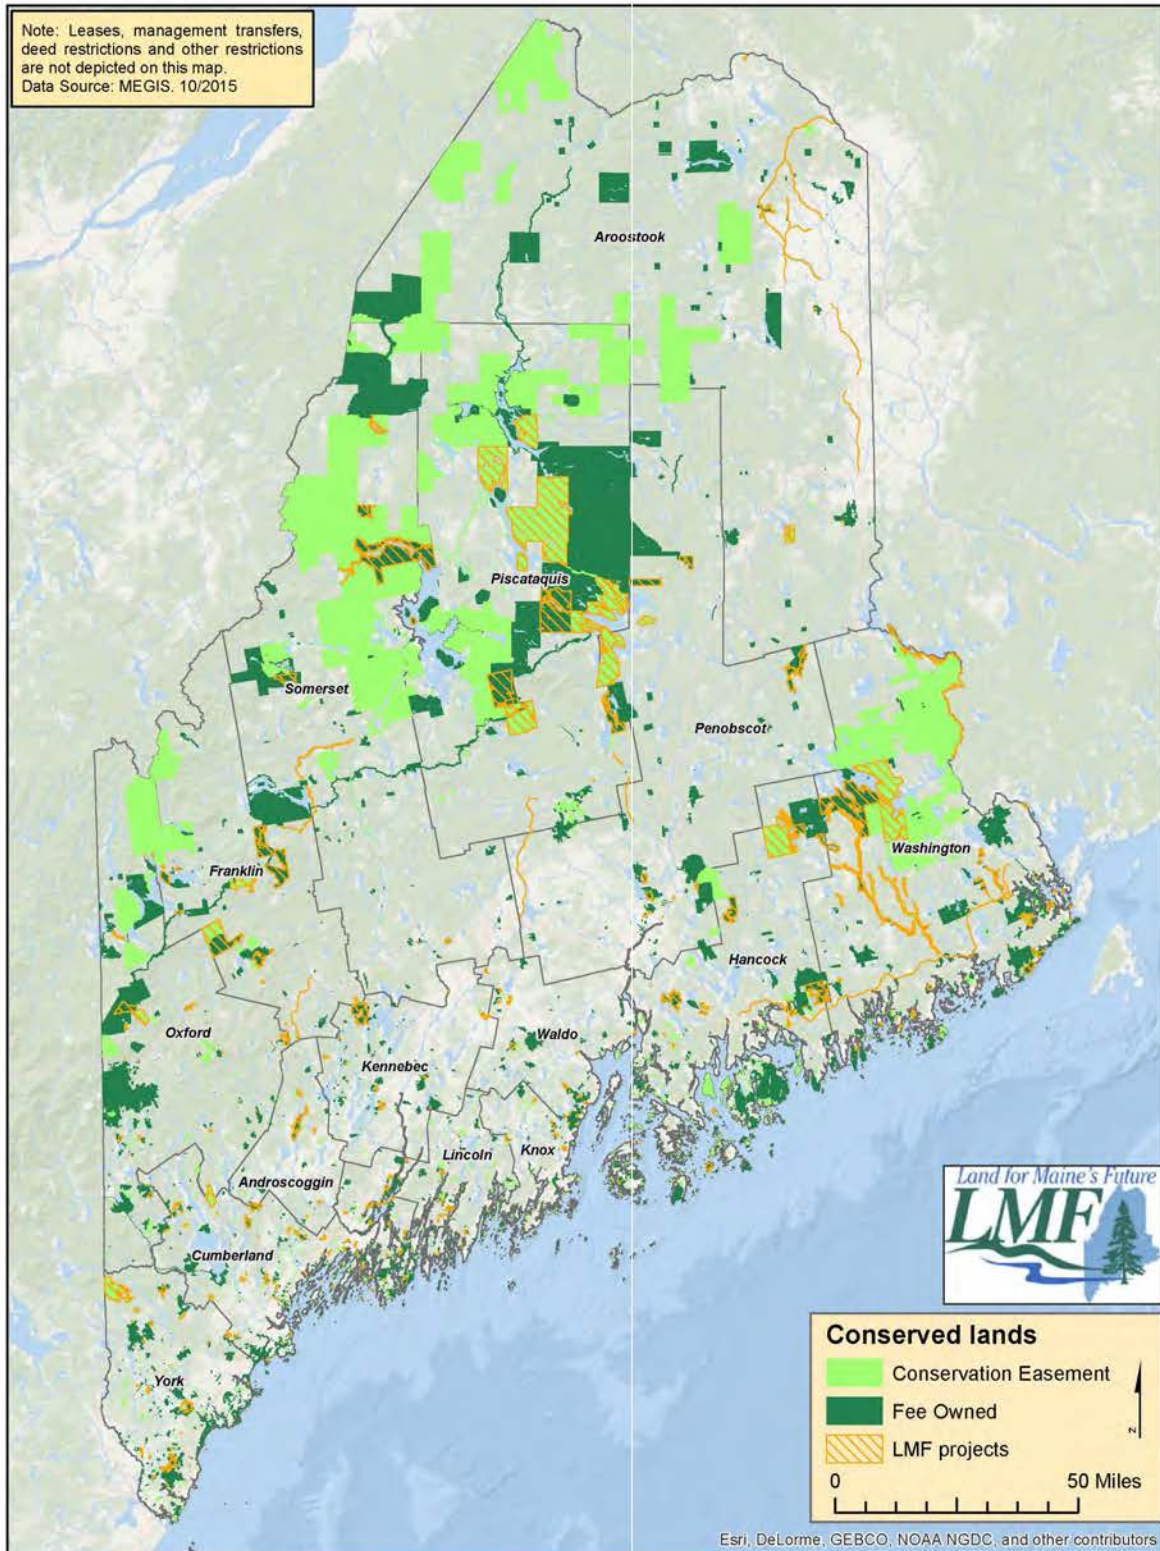 Note: Leases, management transfers,
deed restrictions and other restrictions
are not depicted on this map.
Data Source: MEGIS. 10/2015
Aroostook
Piscataquis
Somerset
Penobscot
Franklin
Washington
Hancock
Oxford
Waldo
Kennebec
Lincoln
Knox
Androscoggin
Cumberland
York
Land for Maine's Future
LMF
Conserved lands
Conservation Easement
Fee Owned
LMF projects
z
0 50 Miles
Esri, DeLorme, GEBCO, NOAA NGDC, and other contributors